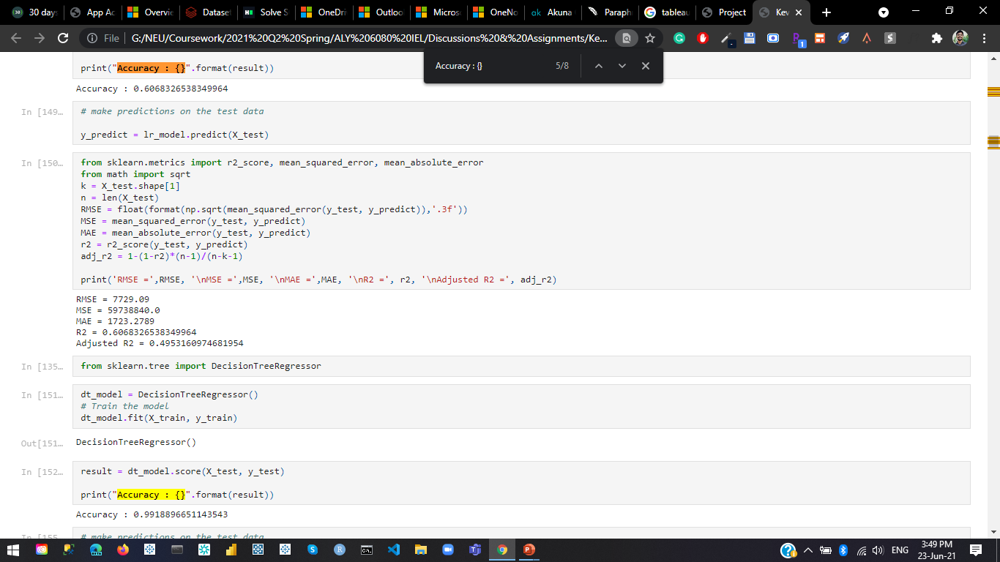 30 days
App Ac
Overvie
Dataset
Solve S
OneDri
Outloo
Microso
OneNo
Akuna
Paraph
tableau
Project
Kev
File
G:/NEU/Coursework/2021%20Q2%20Spring/ALY%206080%20IEL/Discussions%20&%20Assignments/Ke...
Accuracy : {}
5/8
print("Accuracy : {}".format(result))
Accuracy : 0.6068326538349964
In [149...
# make predictions on the test data
y_predict = lr_model.predict(X_test)
In [150...
from sklearn.metrics import r2_score, mean_squared_error, mean_absolute_error
from math import sqrt
k = X_test.shape[1]
n = len(X_test)
RMSE = float(format(np.sqrt(mean_squared_error(y_test, y_predict)),'.3f'))
MSE = mean_squared_error(y_test, y_predict)
MAE = mean_absolute_error(y_test, y_predict)
r2 = r2_score(y_test, y_predict)
adj_r2 = 1-(1-r2)*(n-1)/(n-k-1)
print('RMSE =',RMSE, '\nMSE =',MSE, '\nMAE =',MAE, '\nR2 =', r2, '\nAdjusted R2 =', adj_r2)
RMSE = 7729.09
MSE = 59738840.0
MAE = 1723.2789
R2 = 0.6068326538349964
Adjusted R2 = 0.4953160974681954
In [135...
from sklearn.tree import DecisionTreeRegressor
In [151...
dt_model = DecisionTreeRegressor()
# Train the model
dt_model.fit(X_train, y_train)
Out[151...
DecisionTreeRegressor()
In [152...
result = dt_model.score(X_test, y_test)
print("Accuracy : {}".format(result))
Accuracy : 0.9918896651143543
In [155...
# make predictions on the test data
ENG
3:49 PM
23-Jun-21